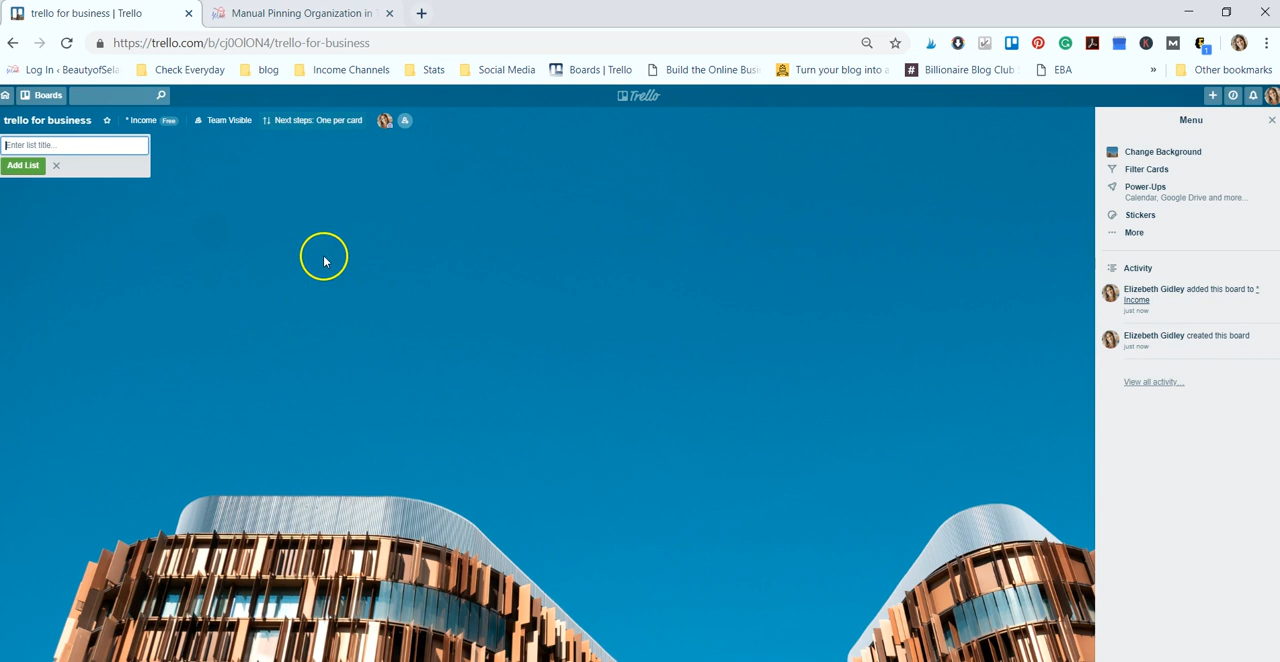 trello for business | Trello
Manual Pinning Organization in T
https://trello.com/b/cj0OlON4/trello-for-business
1
Log In ‹ BeautyofSela
Check Everyday
blog
Income Channels
Stats
Social Media
Boards | Trello
Build the Online Busi
Turn your blog into a
Billionaire Blog Club
EBA
»
Other bookmarks
Boards
Trello
trello for business
* Income Free
Team Visible
Next steps: One per card
Menu
Enter list title...
Add List
Change Background
Filter Cards
Power-Ups
Calendar, Google Drive and more...
Stickers
More
Activity
Elizebeth Gidley added this board to *
Income
just now
Elizebeth Gidley created this board
just now
View all activity...